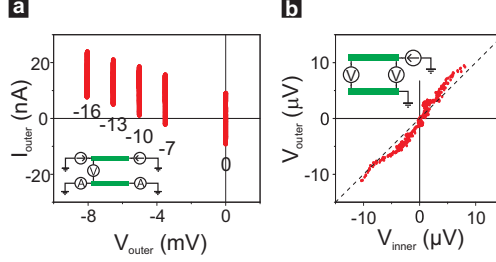 a
I_outer (nA)
20
0
-20
-16
-13
-10
-7
0
V
A
A
-8
-4
0
V_outer (mV)
b
V_outer (µV)
10
0
-10
V
V
-10
0
10
V_inner (µV)